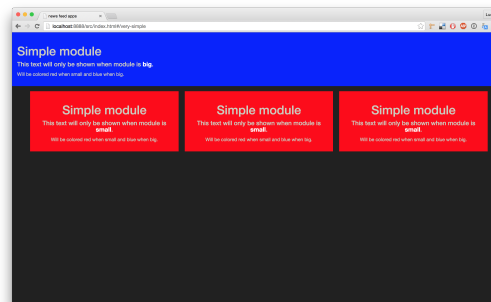 news feed apps
localhost:8888/src/index.html#/very-simple
Simple module
This text will only be shown when module is big.
Will be colored red when small and blue when big.
Simple module
This text will only be shown when module is
small.
Will be colored red when small and blue when big.
Simple module
This text will only be shown when module is
small.
Will be colored red when small and blue when big.
Simple module
This text will only be shown when module is
small.
Will be colored red when small and blue when big.